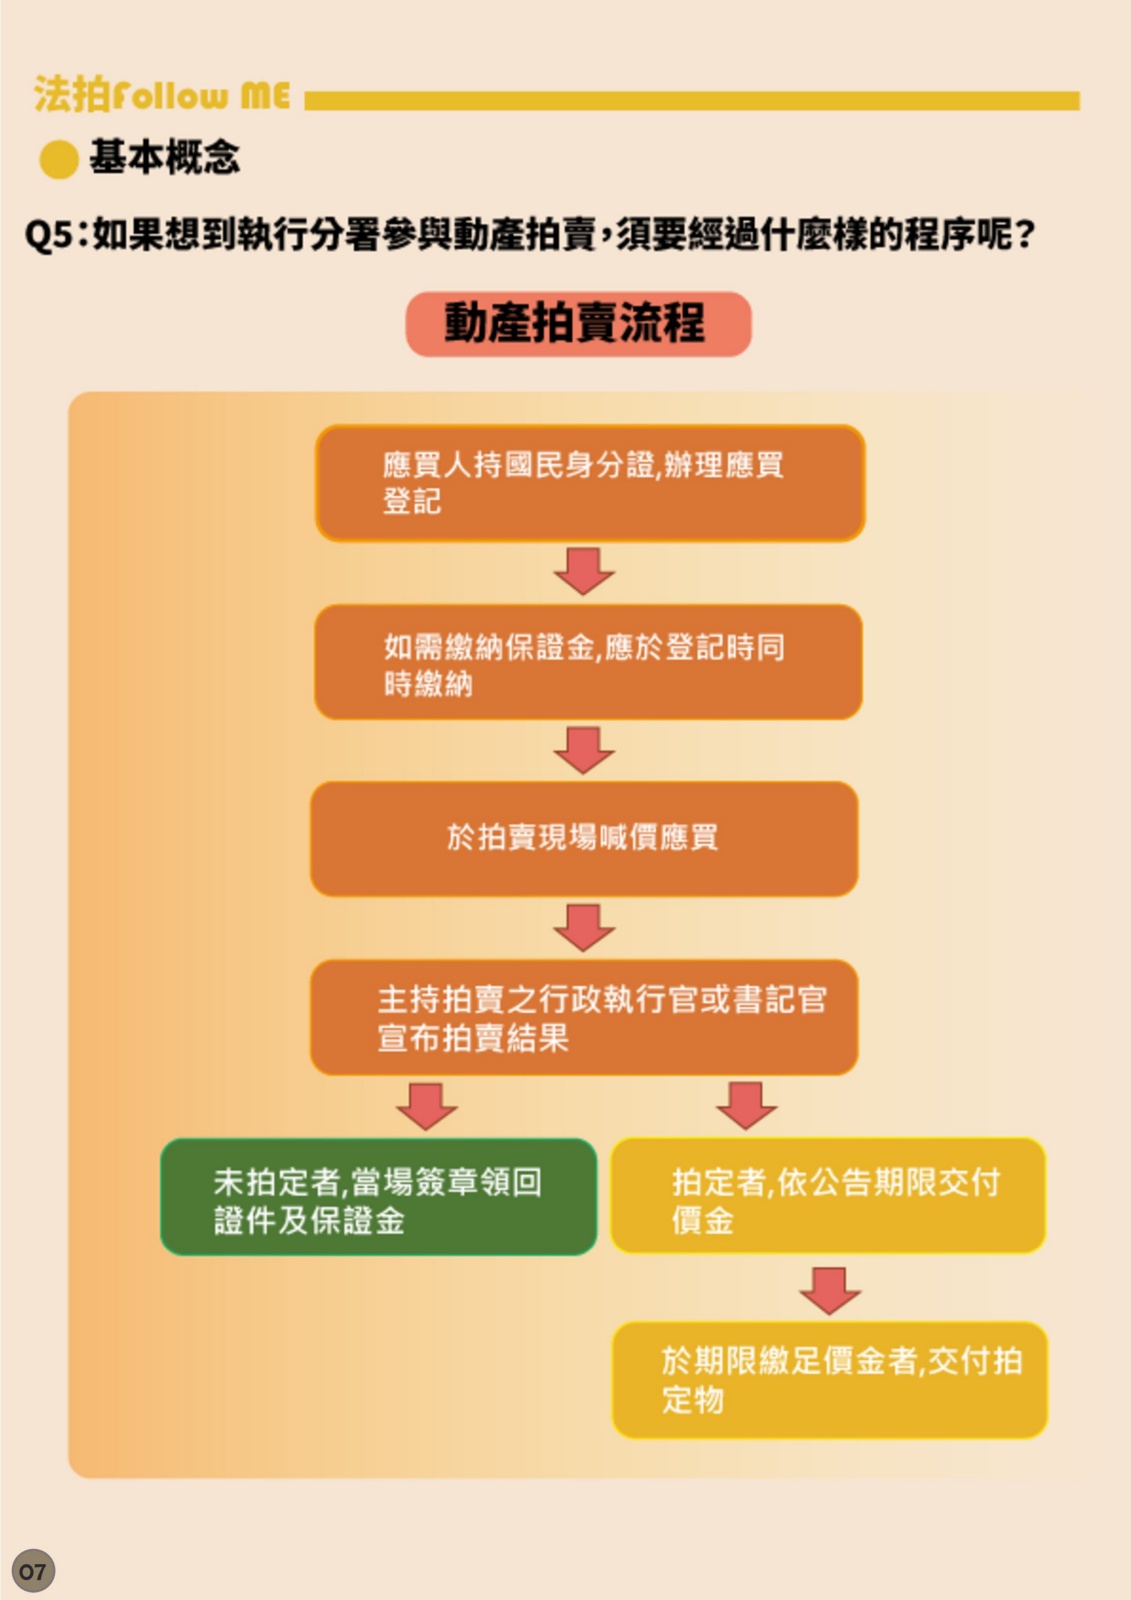 法拍Follow ME
基本概念
Q5:如果想到執行分署參與動產拍賣,須要經過什麼樣的程序呢?
動產拍賣流程
應買人持國民身分證,辦理應買
登記
如需繳納保證金,應於登記時同
時繳納
於拍賣現場喊價應買
主持拍賣之行政執行官或書記官
宣布拍賣結果
未拍定者,當場簽章領回
證件及保證金
拍定者,依公告期限交付
價金
於期限繳足價金者,交付拍
定物
07